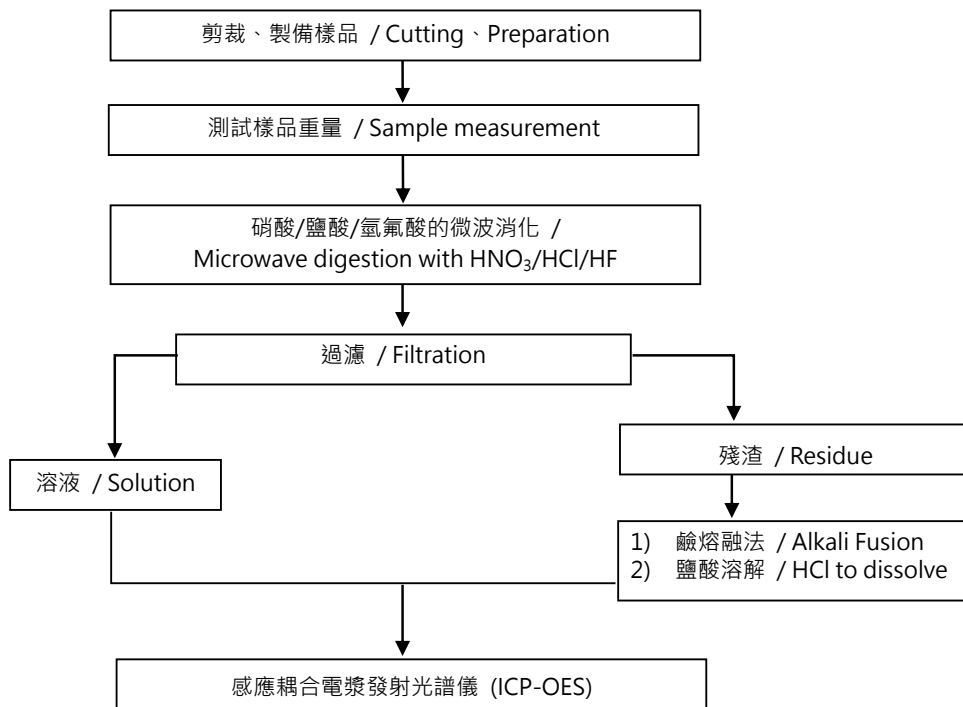 剪裁、製備樣品 / Cutting、Preparation
測試樣品重量 / Sample measurement
硝酸/鹽酸/氫氟酸的微波消化 /
Microwave digestion with HNO₃/HCl/HF
過濾 / Filtration
溶液 / Solution
殘渣 / Residue
1) 鹼熔融法 / Alkali Fusion
2) 鹽酸溶解 / HCl to dissolve
感應耦合電漿發射光譜儀 (ICP-OES)